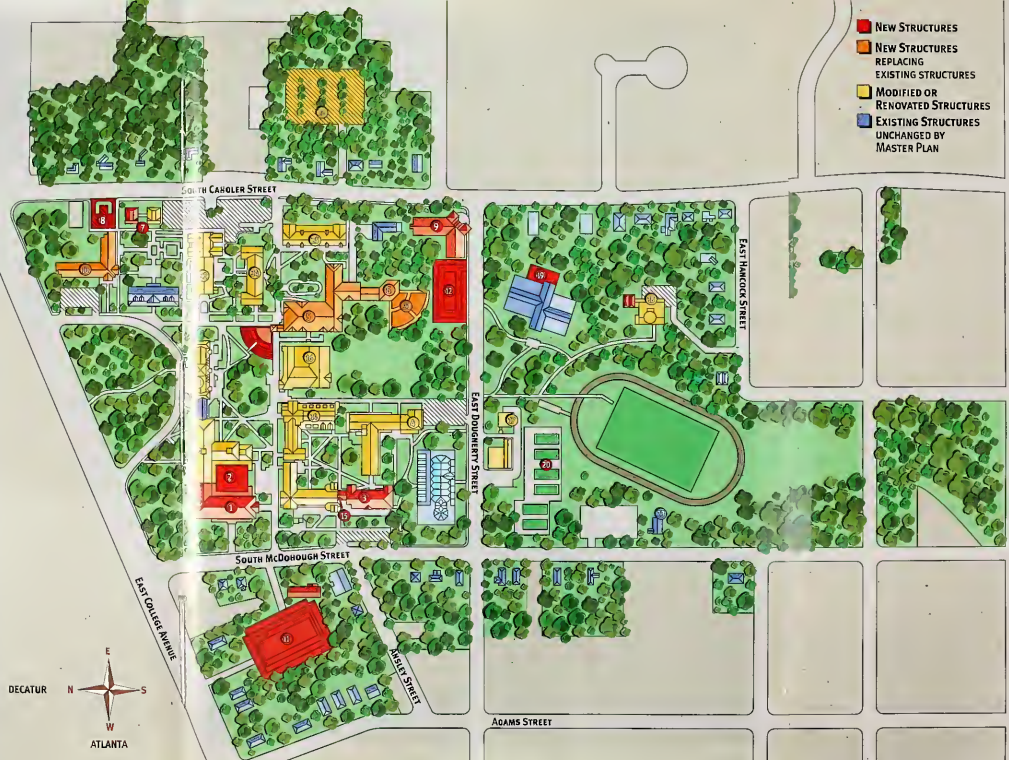 NEW STRUCTURES
NEW STRUCTURES
REPLACING
EXISTING STRUCTURES
MODIFIED OR
RENOVATED STRUCTURES
EXISTING STRUCTURES
UNCHANGED BY
MASTER PLAN
SOUTH CANDLER STREET
8
7
9
12
19
EAST HANCOCK STREET
EAST DOUGHERTY STREET
2
1
3
15
20
SOUTH MCDONOUGH STREET
EAST COLLEGE AVENUE
ANSLEY STREET
ADAMS STREET
E
DECATUR
N
S
W
ATLANTA